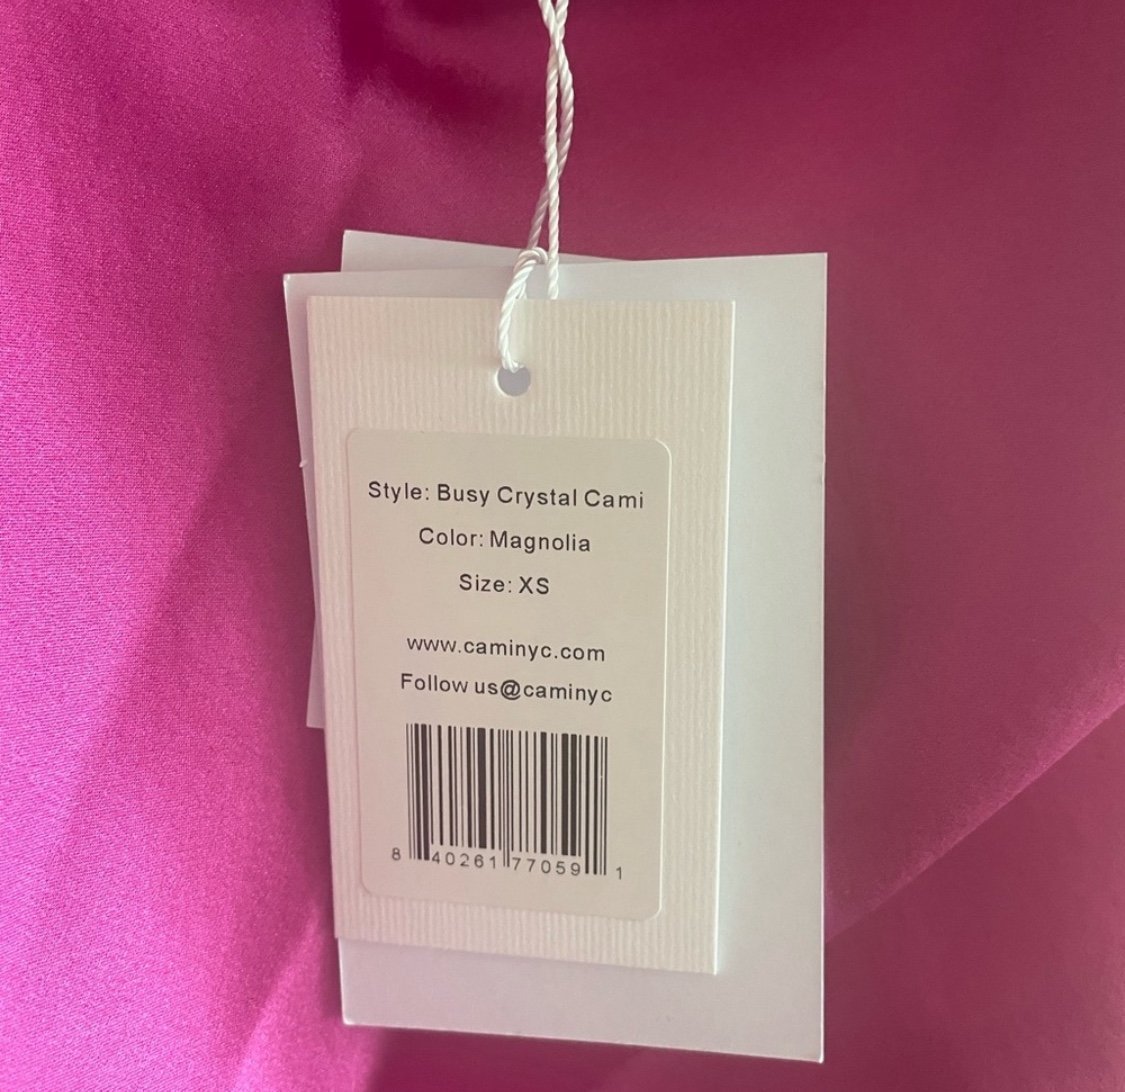 Style: Busy Crystal Cami
Color: Magnolia
Size: XS
www.caminyc.com
Follow us@caminyc
8 40261 77059 1